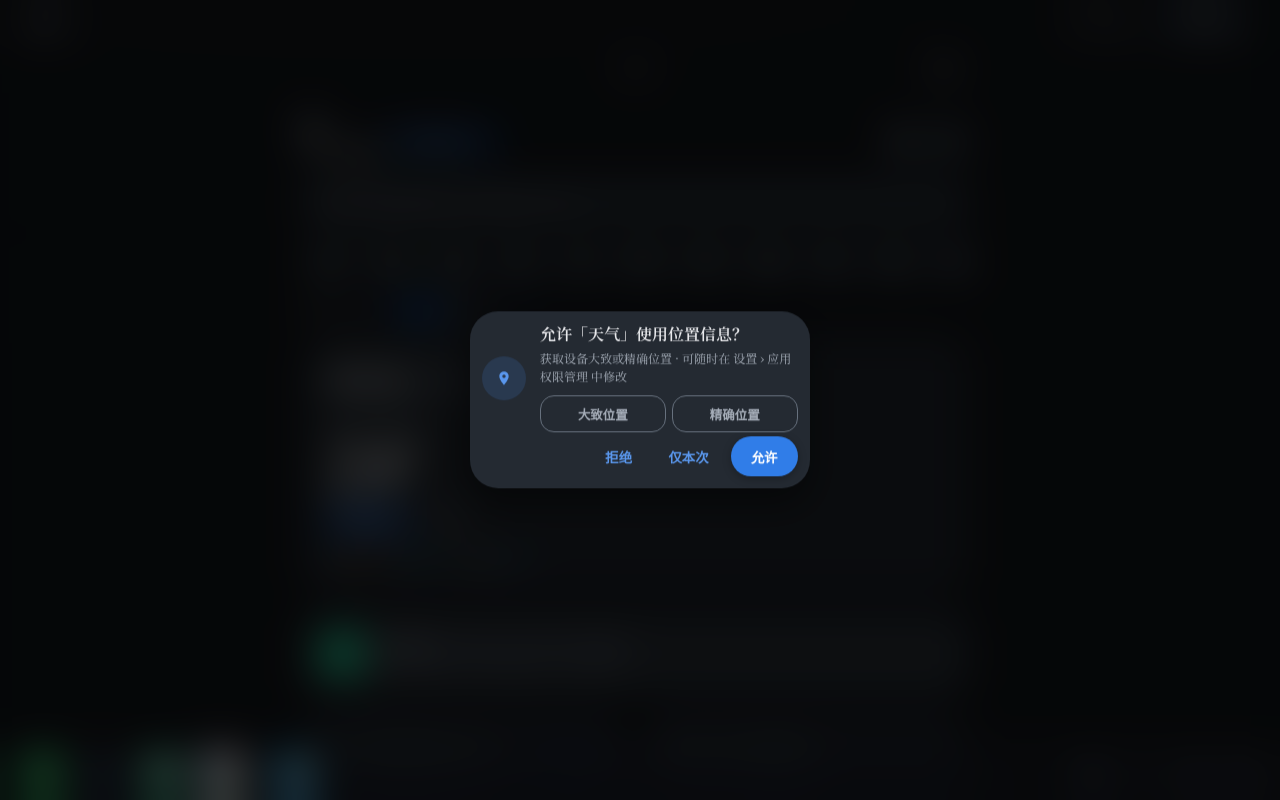 允许「天气」使用位置信息?
获取设备大致或精确位置 · 可随时在 设置 › 应用
权限管理 中修改
大致位置 精确位置
拒绝 仅本次 允许